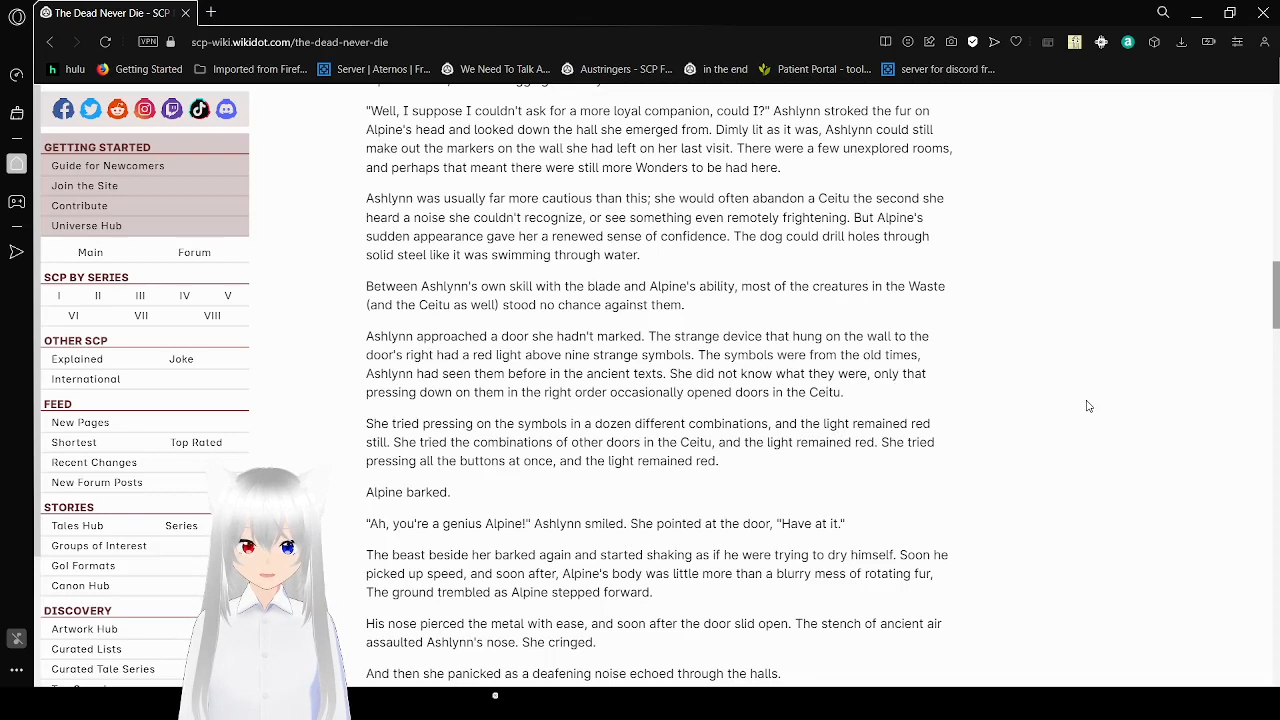 The Dead Never Die - SCP
VPN
scp-wiki.wikidot.com/the-dead-never-die
hulu
Getting Started
Imported from Firef...
Server | Aternos | Fr...
We Need To Talk A...
Austringers - SCP F...
in the end
Patient Portal - tool...
server for discord fr...
GETTING STARTED
Guide for Newcomers
Join the Site
Contribute
Universe Hub
Main Forum
SCP BY SERIES
I II III IV V
VI VII VIII
OTHER SCP
Explained Joke
International
FEED
New Pages
Shortest Top Rated
Recent Changes
New Forum Posts
STORIES
Tales Hub Series
Groups of Interest
GoI Formats
Canon Hub
DISCOVERY
Artwork Hub
Curated Lists
Curated Tale Series
"Well, I suppose I couldn't ask for a more loyal companion, could I?" Ashlynn stroked the fur on
Alpine's head and looked down the hall she emerged from. Dimly lit as it was, Ashlynn could still
make out the markers on the wall she had left on her last visit. There were a few unexplored rooms,
and perhaps that meant there were still more Wonders to be had here.
Ashlynn was usually far more cautious than this; she would often abandon a Ceitu the second she
heard a noise she couldn't recognize, or see something even remotely frightening. But Alpine's
sudden appearance gave her a renewed sense of confidence. The dog could drill holes through
solid steel like it was swimming through water.
Between Ashlynn's own skill with the blade and Alpine's ability, most of the creatures in the Waste
(and the Ceitu as well) stood no chance against them.
Ashlynn approached a door she hadn't marked. The strange device that hung on the wall to the
door's right had a red light above nine strange symbols. The symbols were from the old times,
Ashlynn had seen them before in the ancient texts. She did not know what they were, only that
pressing down on them in the right order occasionally opened doors in the Ceitu.
She tried pressing on the symbols in a dozen different combinations, and the light remained red
still. She tried the combinations of other doors in the Ceitu, and the light remained red. She tried
pressing all the buttons at once, and the light remained red.
Alpine barked.
"Ah, you're a genius Alpine!" Ashlynn smiled. She pointed at the door, "Have at it."
The beast beside her barked again and started shaking as if he were trying to dry himself. Soon he
picked up speed, and soon after, Alpine's body was little more than a blurry mess of rotating fur,
The ground trembled as Alpine stepped forward.
His nose pierced the metal with ease, and soon after the door slid open. The stench of ancient air
assaulted Ashlynn's nose. She cringed.
And then she panicked as a deafening noise echoed through the halls.